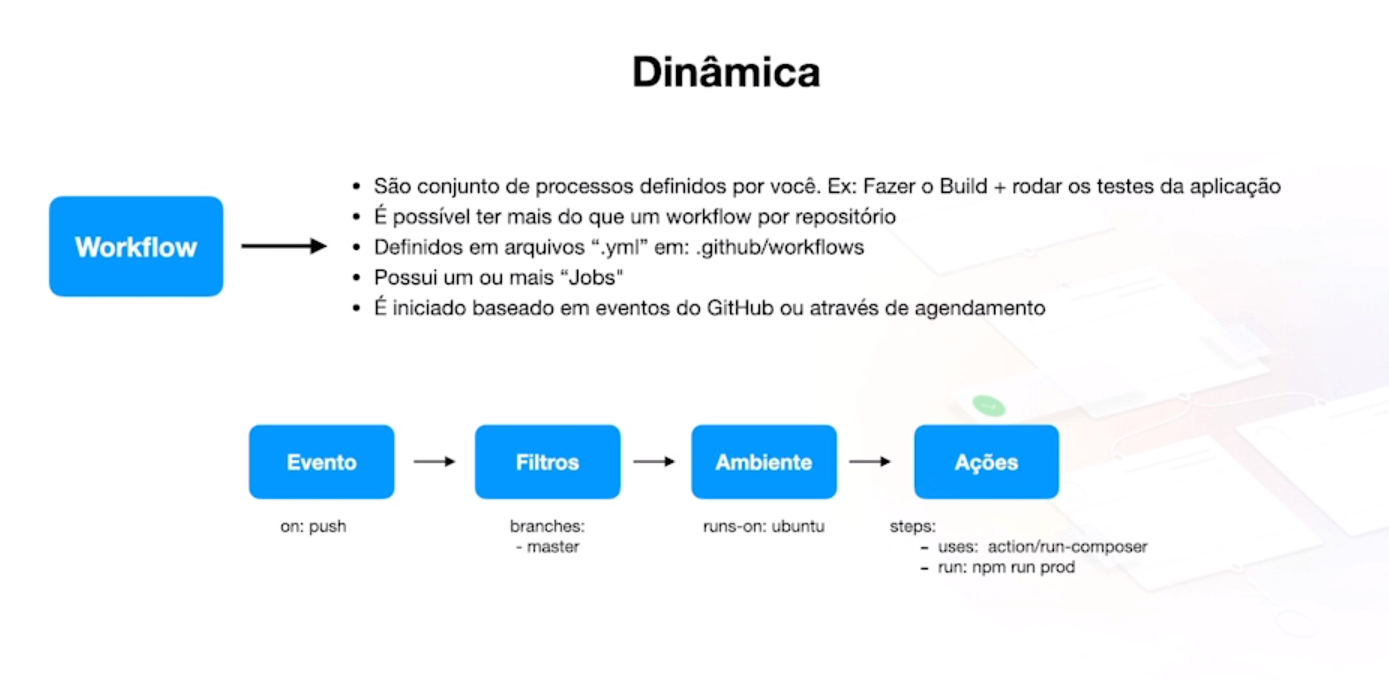 Dinâmica
Workflow
• São conjunto de processos definidos por você. Ex: Fazer o Build + rodar os testes da aplicação
• É possível ter mais do que um workflow por repositório
• Definidos em arquivos “.yml” em: .github/workflows
• Possui um ou mais “Jobs"
• É iniciado baseado em eventos do GitHub ou através de agendamento
Evento
Filtros
Ambiente
Ações
on: push
branches:
- master
runs-on: ubuntu
steps:
– uses: action/run-composer
– run: npm run prod